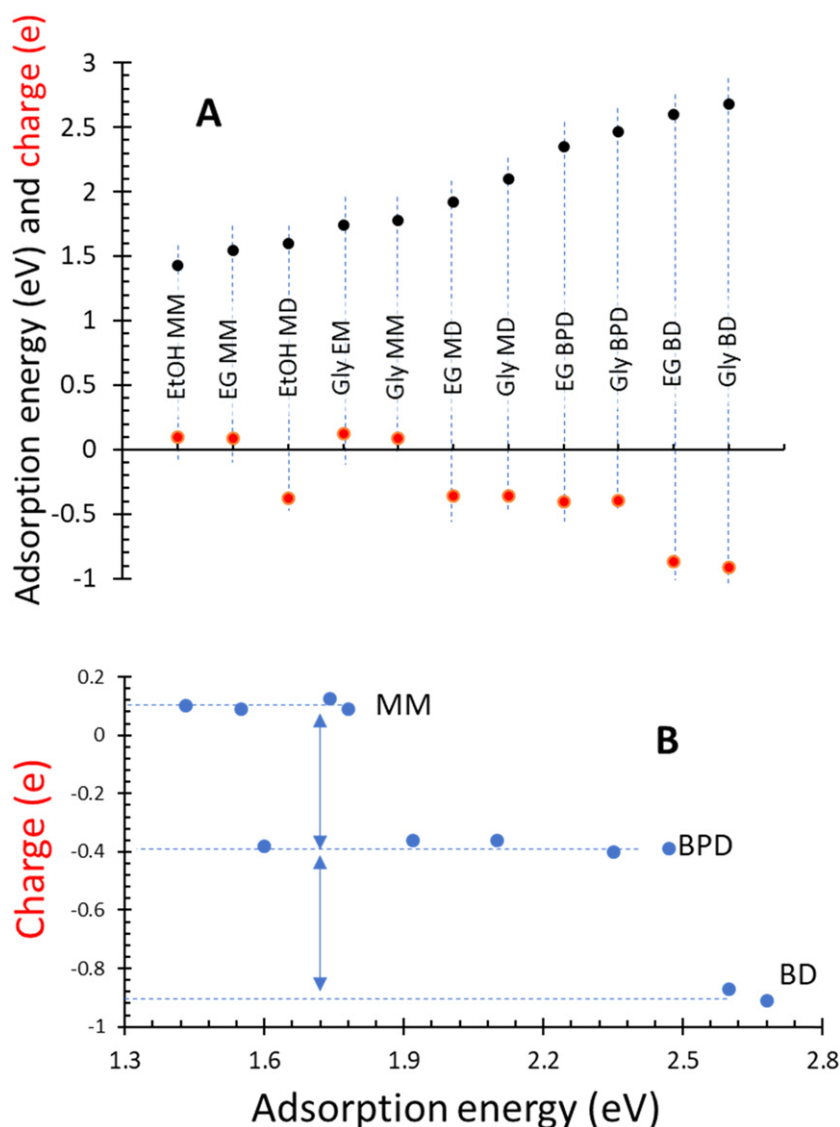 Adsorption energy (eV) and charge (e)
3
2.5
2
1.5
1
0.5
0
-0.5
-1
A
EtOH MM
EG MM
EtOH MD
Gly EM
Gly MM
EG MD
Gly MD
EG BPD
Gly BPD
EG BD
Gly BD
Charge (e)
0.2
0
-0.2
-0.4
-0.6
-0.8
-1
MM
B
BPD
BD
1.3 1.6 1.9 2.2 2.5 2.8
Adsorption energy (eV)